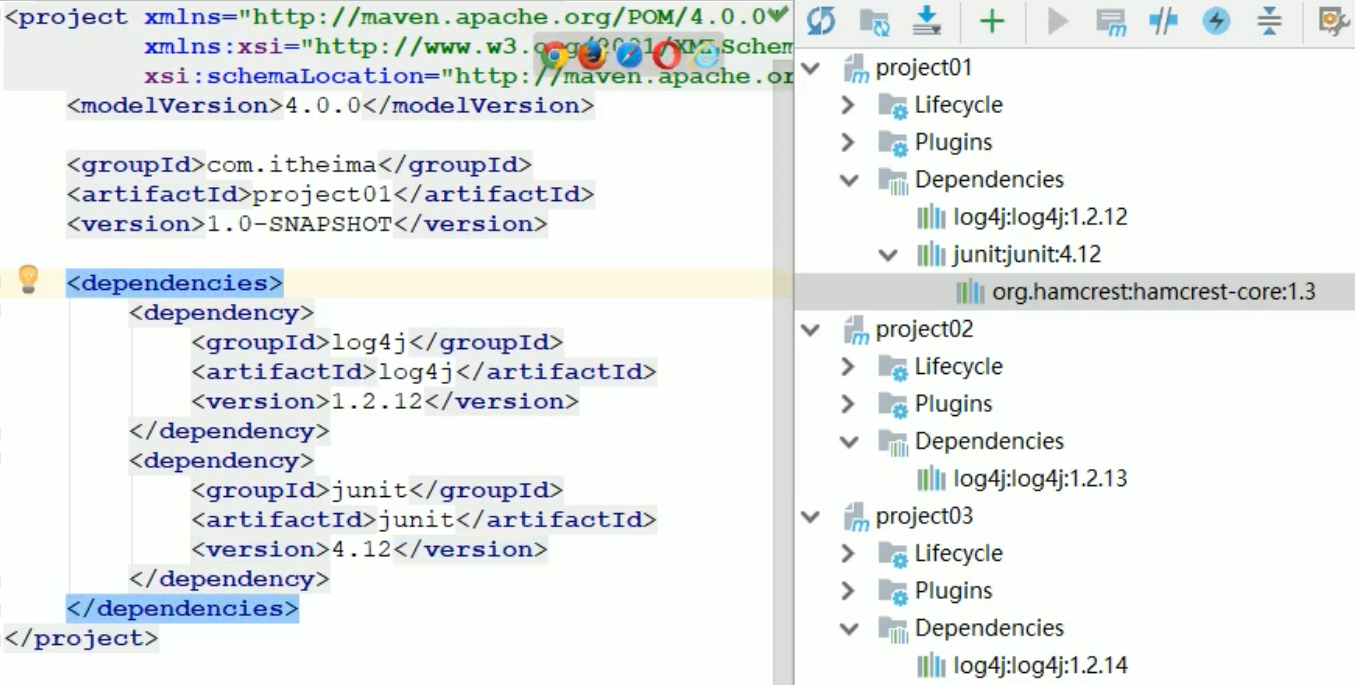 <project xmlns="http://maven.apache.org/POM/4.0.0
xmlns:xsi="http://www.w3.org/2001/XMLSchem
xsi:schemaLocation="http://maven.apache.or
<modelVersion>4.0.0</modelVersion>
<groupId>com.itheima</groupId>
<artifactId>project01</artifactId>
<version>1.0-SNAPSHOT</version>
<dependencies>
<dependency>
<groupId>log4j</groupId>
<artifactId>log4j</artifactId>
<version>1.2.12</version>
</dependency>
<dependency>
<groupId>junit</groupId>
<artifactId>junit</artifactId>
<version>4.12</version>
</dependency>
</dependencies>
</project>
project01
Lifecycle
Plugins
Dependencies
log4j:log4j:1.2.12
junit:junit:4.12
org.hamcrest:hamcrest-core:1.3
project02
Lifecycle
Plugins
Dependencies
log4j:log4j:1.2.13
project03
Lifecycle
Plugins
Dependencies
log4j:log4j:1.2.14